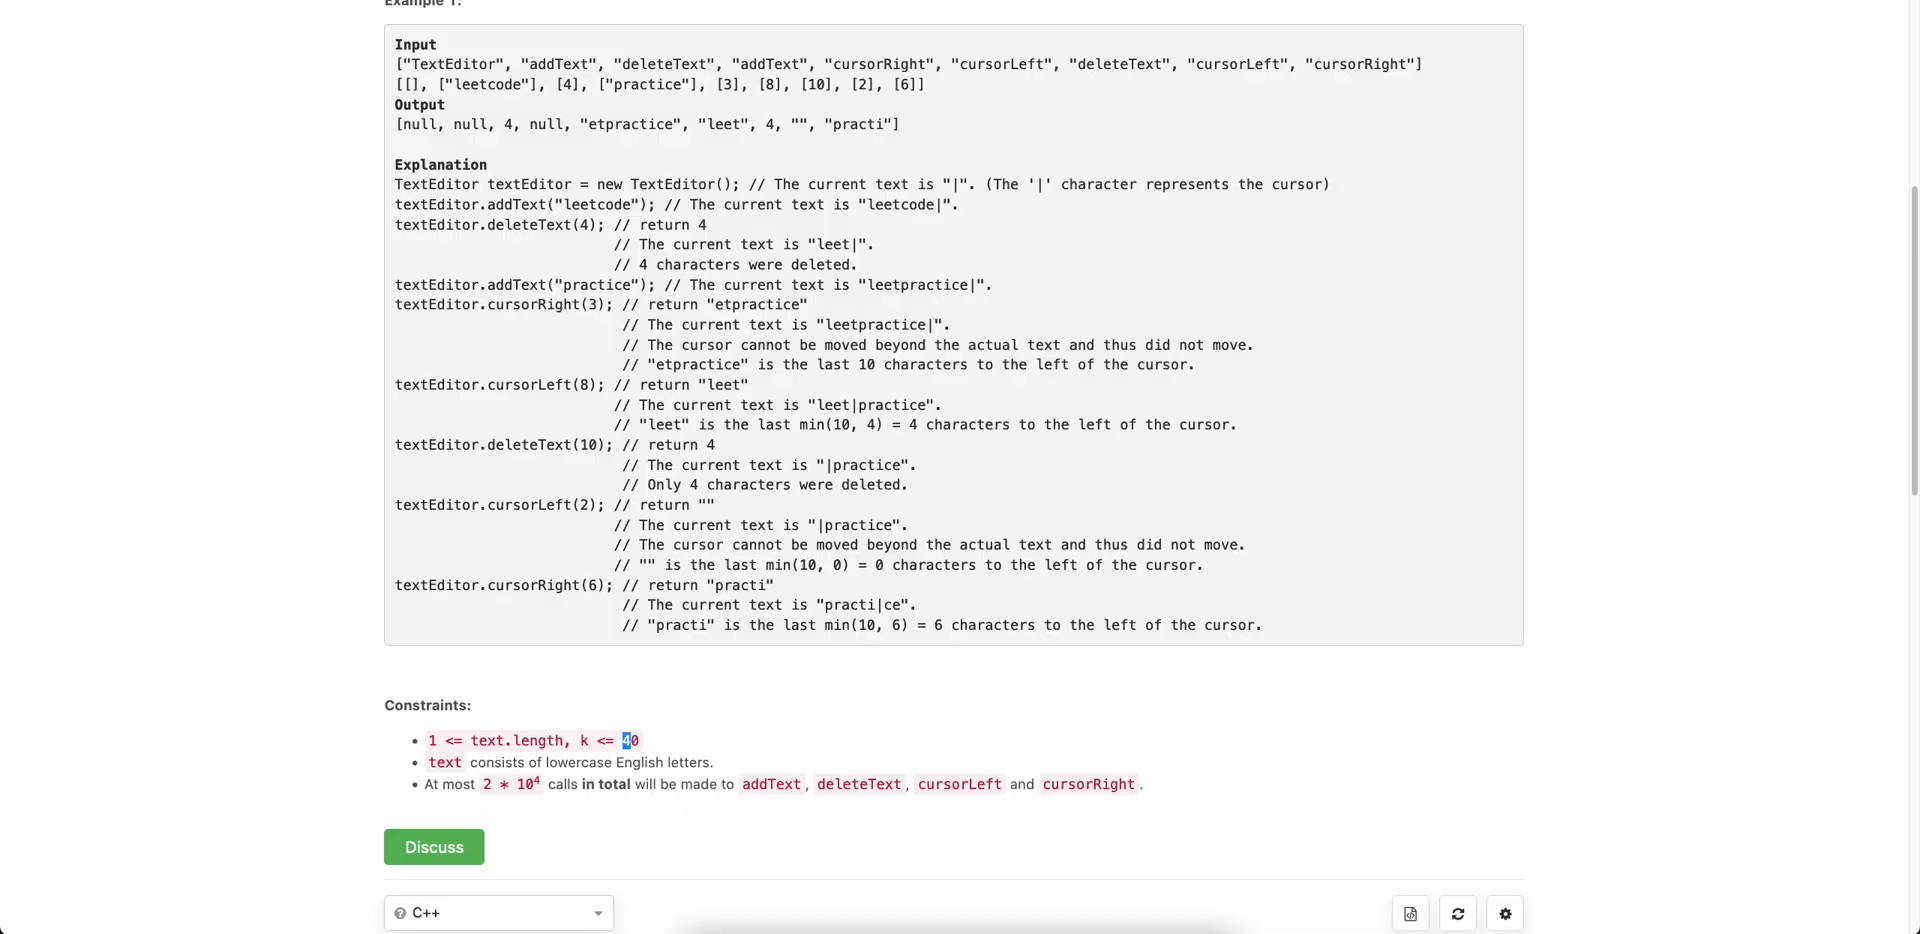 Example 1:
Input
["TextEditor", "addText", "deleteText", "addText", "cursorRight", "cursorLeft", "deleteText", "cursorLeft", "cursorRight"]
[[], ["leetcode"], [4], ["practice"], [3], [8], [10], [2], [6]]
Output
[null, null, 4, null, "etpractice", "leet", 4, "", "practi"]
Explanation
TextEditor textEditor = new TextEditor(); // The current text is "|". (The '|' character represents the cursor)
textEditor.addText("leetcode"); // The current text is "leetcode|".
textEditor.deleteText(4); // return 4
// The current text is "leet|".
// 4 characters were deleted.
textEditor.addText("practice"); // The current text is "leetpractice|".
textEditor.cursorRight(3); // return "etpractice"
// The current text is "leetpractice|".
// The cursor cannot be moved beyond the actual text and thus did not move.
// "etpractice" is the last 10 characters to the left of the cursor.
textEditor.cursorLeft(8); // return "leet"
// The current text is "leet|practice".
// "leet" is the last min(10, 4) = 4 characters to the left of the cursor.
textEditor.deleteText(10); // return 4
// The current text is "|practice".
// Only 4 characters were deleted.
textEditor.cursorLeft(2); // return ""
// The current text is "|practice".
// The cursor cannot be moved beyond the actual text and thus did not move.
// "" is the last min(10, 0) = 0 characters to the left of the cursor.
textEditor.cursorRight(6); // return "practi"
// The current text is "practi|ce".
// "practi" is the last min(10, 6) = 6 characters to the left of the cursor.
Constraints:
• 1 <= text.length, k <= 40
• text consists of lowercase English letters.
• At most 2 * 10⁴ calls in total will be made to addText, deleteText, cursorLeft and cursorRight.
Discuss
C++